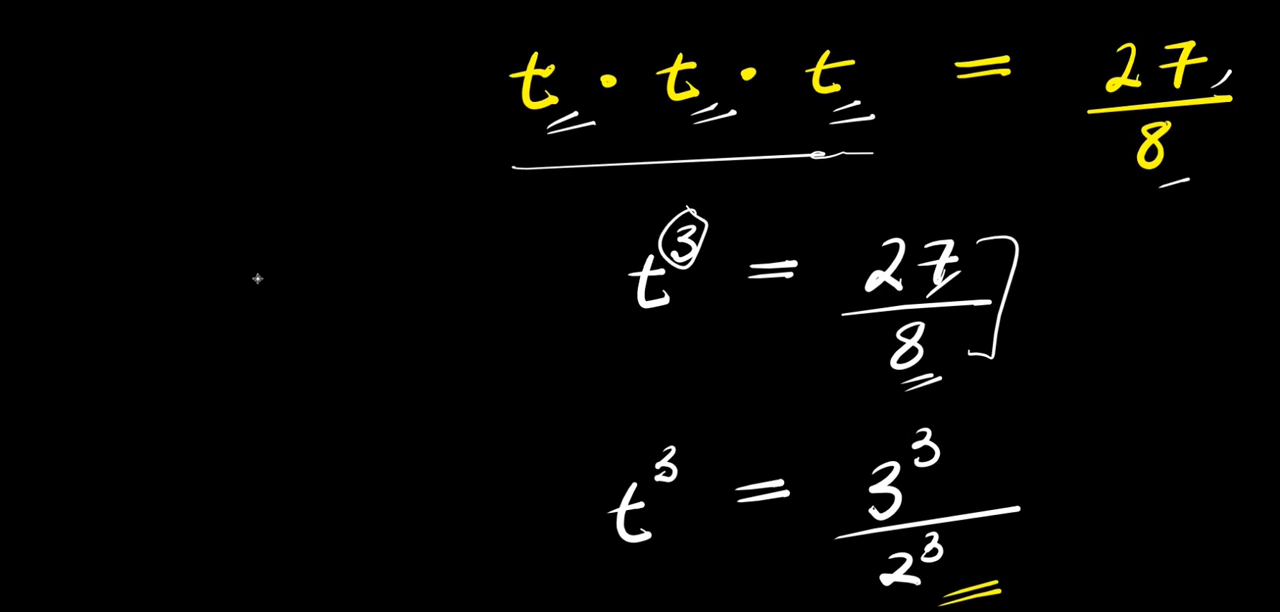 t · t · t = 27/8
t³ = 27/8
t³ = 3³/2³